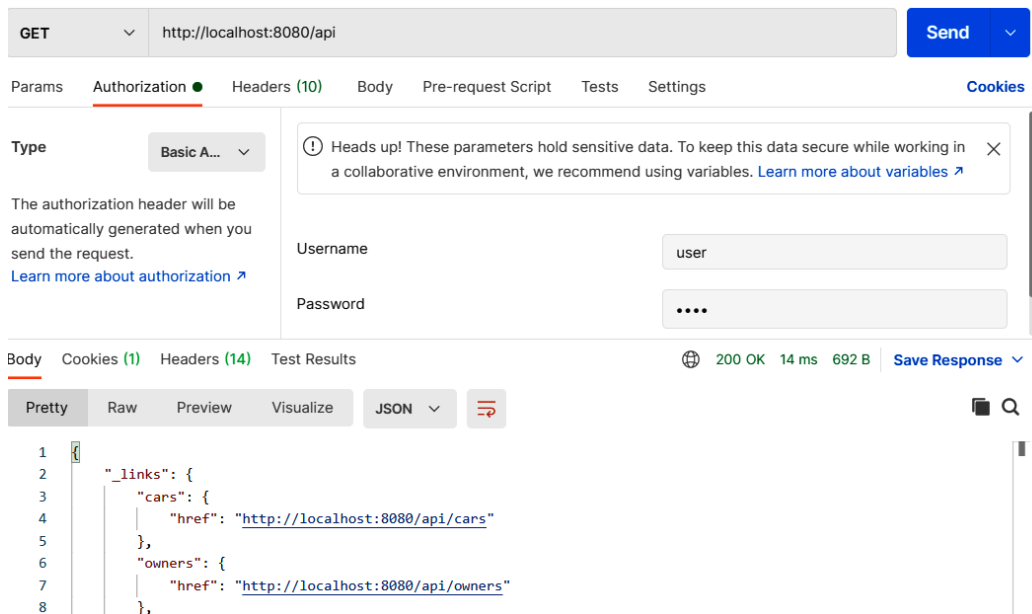 GET http://localhost:8080/api Send
Params Authorization Headers (10) Body Pre-request Script Tests Settings Cookies
Type Basic A...
The authorization header will be
automatically generated when you
send the request.
Learn more about authorization ↗
Heads up! These parameters hold sensitive data. To keep this data secure while working in
a collaborative environment, we recommend using variables. Learn more about variables ↗
Username user
Password ••••
Body Cookies (1) Headers (14) Test Results 200 OK 14 ms 692 B Save Response
Pretty Raw Preview Visualize JSON
1 {
2 "_links": {
3 "cars": {
4 "href": "http://localhost:8080/api/cars"
5 },
6 "owners": {
7 "href": "http://localhost:8080/api/owners"
8 },